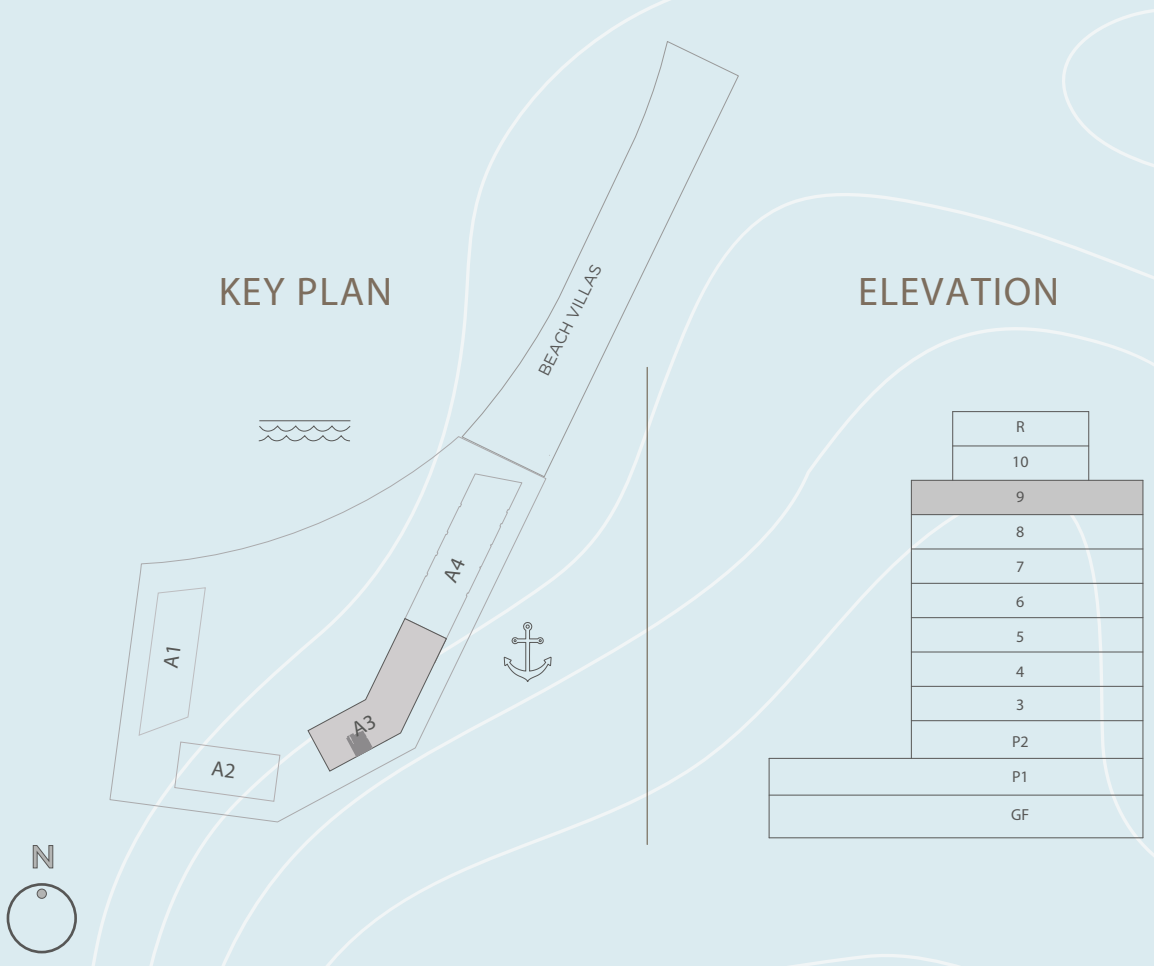 KEY PLAN
ELEVATION
BEACH VILLAS
A4
A1
A3
A2
N
R
10
9
8
7
6
5
4
3
P2
P1
GF